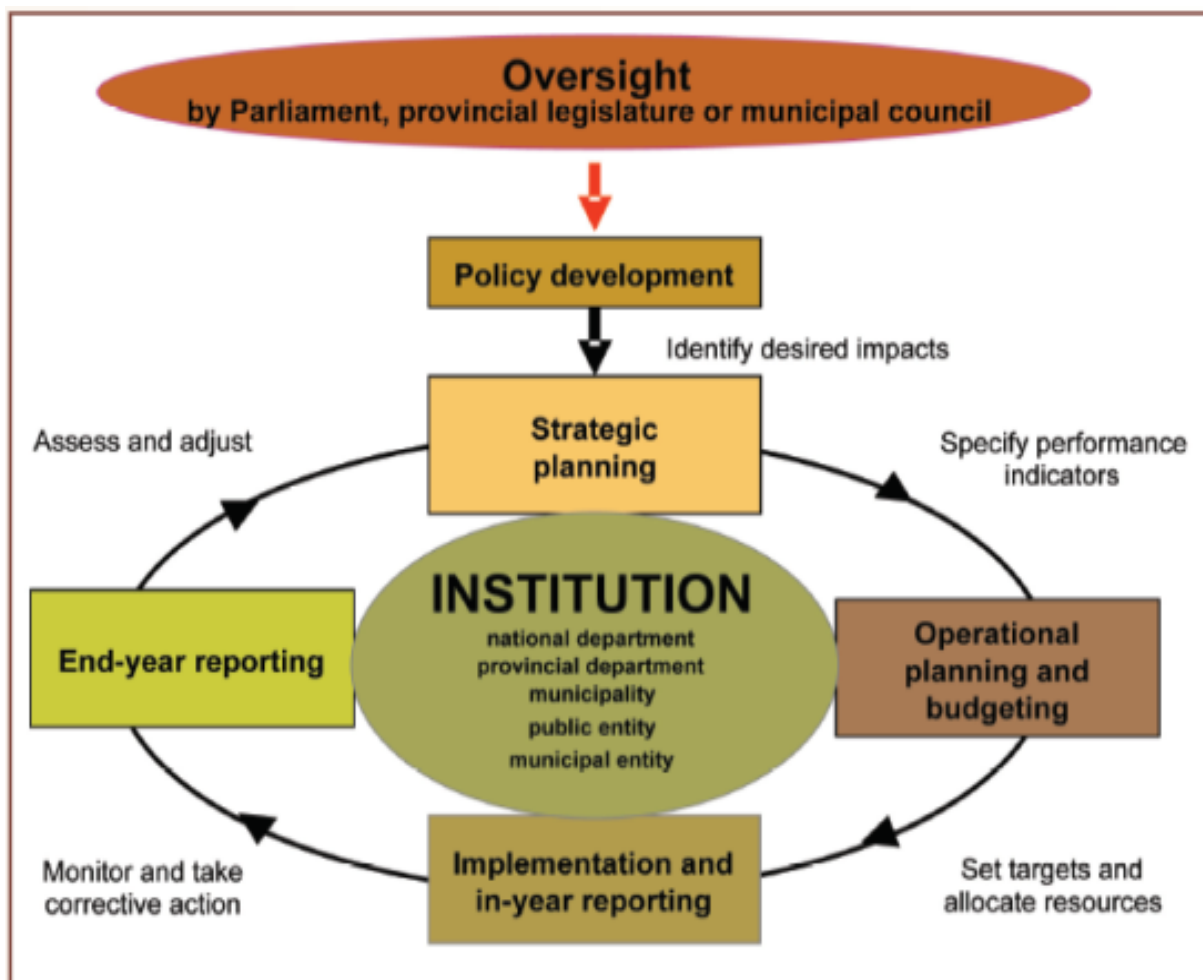 Oversight
by Parliament, provincial legislature or municipal council
Policy development
Identify desired impacts
Strategic
planning
Assess and adjust
Specify performance
indicators
INSTITUTION
national department
provincial department
municipality
public entity
municipal entity
End-year reporting
Operational
planning and
budgeting
Implementation and
in-year reporting
Monitor and take
corrective action
Set targets and
allocate resources